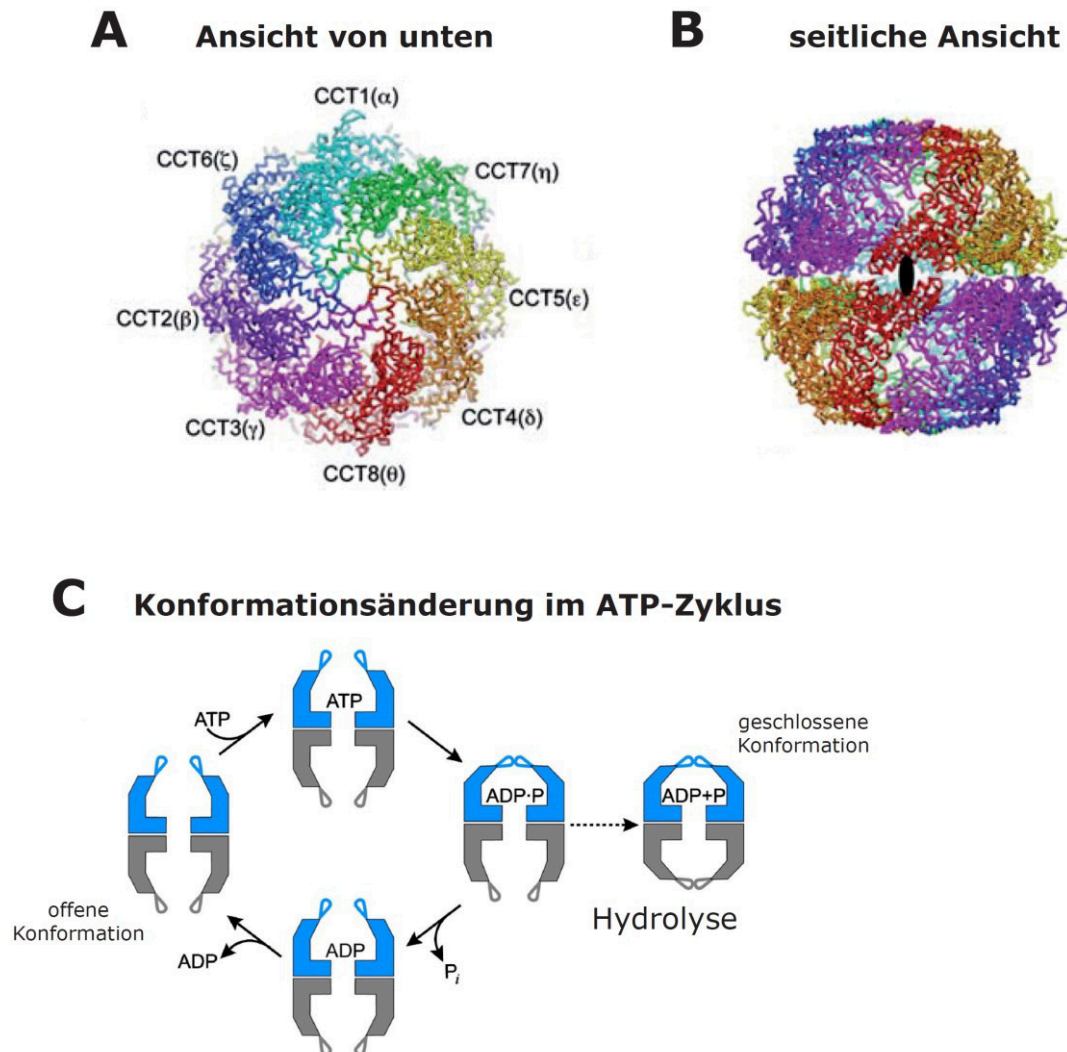 A Ansicht von unten
B seitliche Ansicht
CCT1(α)
CCT6(ζ)
CCT7(η)
CCT2(β)
CCT5(ε)
CCT3(γ)
CCT4(δ)
CCT8(θ)
C Konformationsänderung im ATP-Zyklus
ATP
ATP
geschlossene
Konformation
ADP·P
ADP+P
offene
Konformation
Hydrolyse
ADP
ADP
Pi